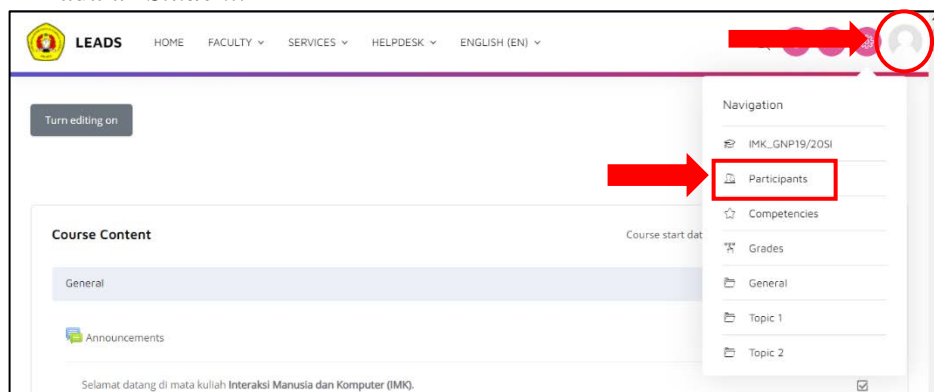 LEADS HOME FACULTY SERVICES HELPDESK ENGLISH (EN)
Turn editing on
Navigation
IMK_GNP19/20SI
Participants
Competencies
Grades
General
Topic 1
Topic 2
Course Content
Course start dat
General
Announcements
Selamat datang di mata kuliah Interaksi Manusia dan Komputer (IMK).